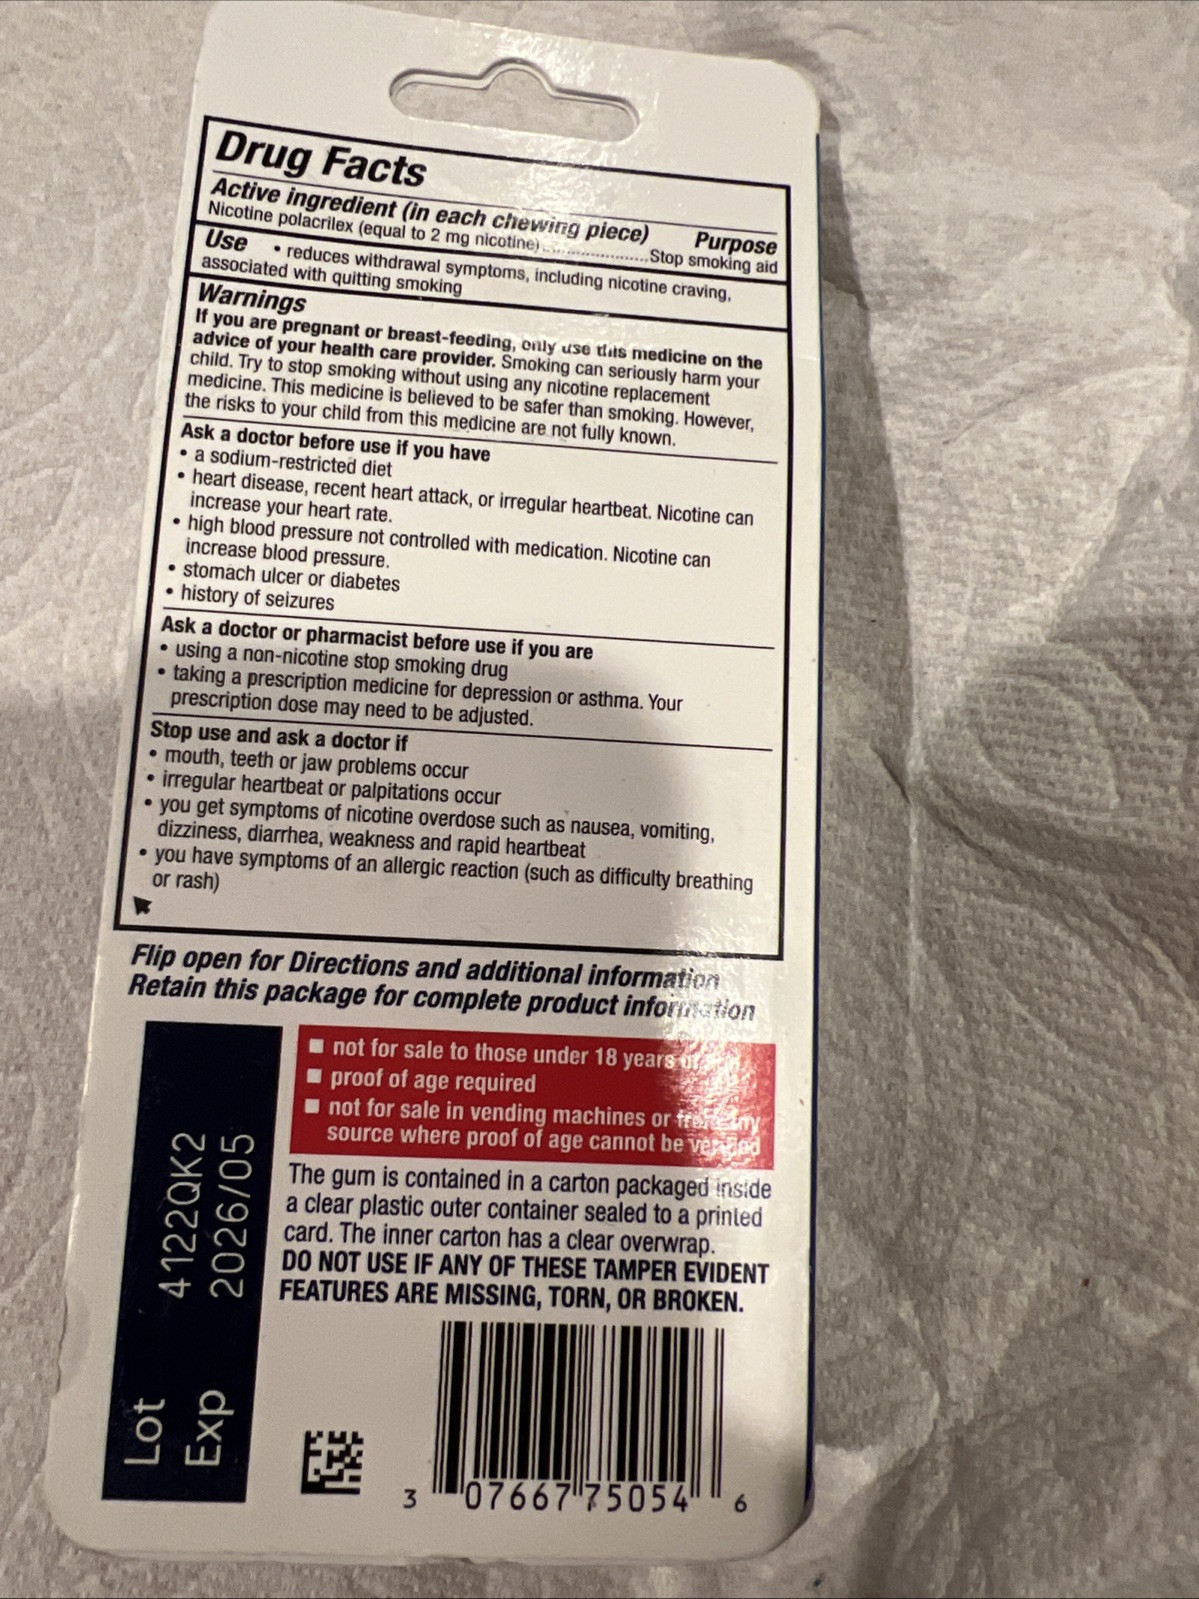 Drug Facts
Active ingredient (in each chewing piece) Purpose
Nicotine polacrilex (equal to 2 mg nicotine)......................Stop smoking aid
Use • reduces withdrawal symptoms, including nicotine craving,
associated with quitting smoking
Warnings
If you are pregnant or breast-feeding, only use this medicine on the
advice of your health care provider. Smoking can seriously harm your
child. Try to stop smoking without using any nicotine replacement
medicine. This medicine is believed to be safer than smoking. However,
the risks to your child from this medicine are not fully known.
Ask a doctor before use if you have
• a sodium-restricted diet
• heart disease, recent heart attack, or irregular heartbeat. Nicotine can
increase your heart rate.
• high blood pressure not controlled with medication. Nicotine can
increase blood pressure.
• stomach ulcer or diabetes
• history of seizures
Ask a doctor or pharmacist before use if you are
• using a non-nicotine stop smoking drug
• taking a prescription medicine for depression or asthma. Your
prescription dose may need to be adjusted.
Stop use and ask a doctor if
• mouth, teeth or jaw problems occur
• irregular heartbeat or palpitations occur
• you get symptoms of nicotine overdose such as nausea, vomiting,
dizziness, diarrhea, weakness and rapid heartbeat
• you have symptoms of an allergic reaction (such as difficulty breathing
or rash)
Flip open for Directions and additional information
Retain this package for complete product information
■ not for sale to those under 18 years
■ proof of age required
■ not for sale in vending machines or from any
source where proof of age cannot be verified
The gum is contained in a carton packaged inside
a clear plastic outer container sealed to a printed
card. The inner carton has a clear overwrap.
DO NOT USE IF ANY OF THESE TAMPER EVIDENT
FEATURES ARE MISSING, TORN, OR BROKEN.
Lot 4122QK2
Exp 2026/05
3 07667 75054 6